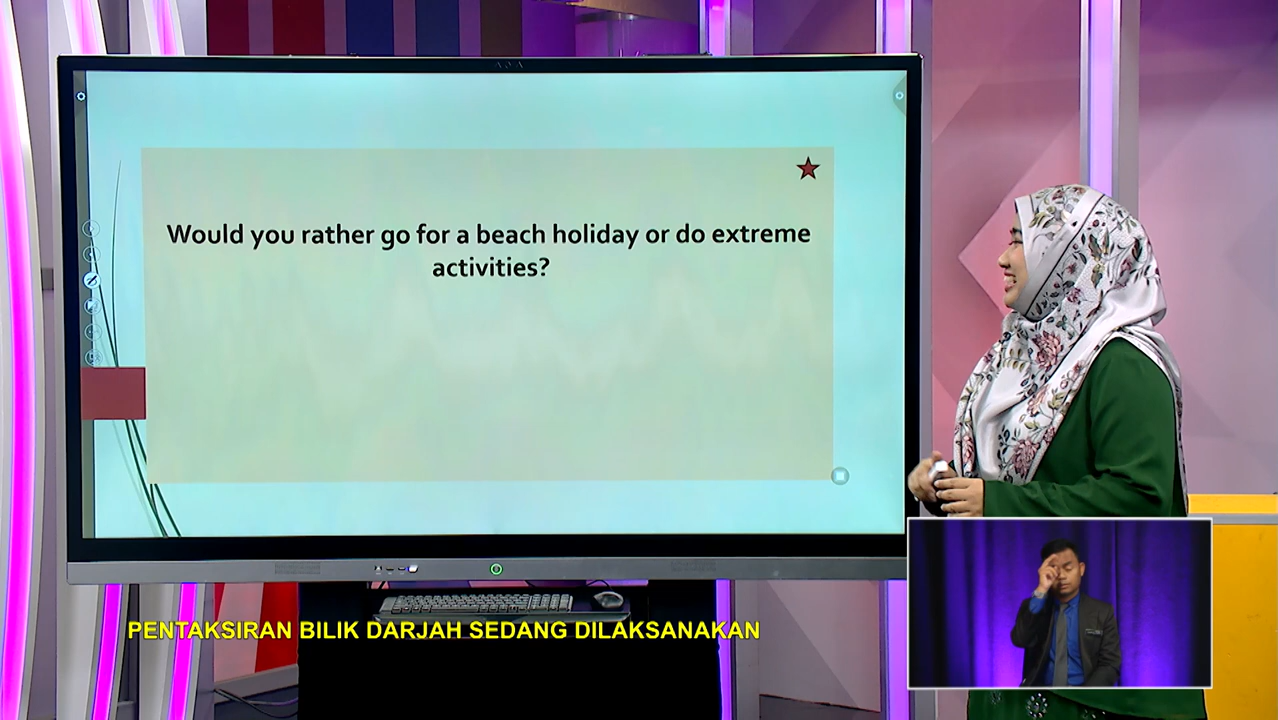 Would you rather go for a beach holiday or do extreme
activities?
PENTAKSIRAN BILIK DARJAH SEDANG DILAKSANAKAN